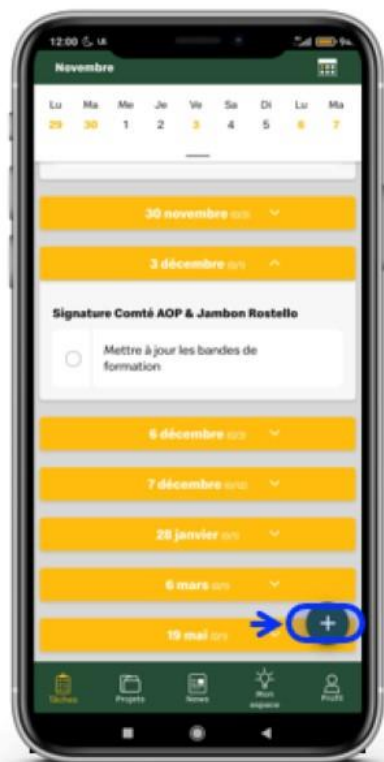 12:00
Novembre
Lu Ma Me Je Ve Sa Di Lu Ma
29 30 1 2 3 4 5 6 7
30 novembre
3 décembre
Signature Comté AOP & Jambon Rostello
Mettre à jour les bandes de
formation
6 décembre
7 décembre
28 janvier
6 mars
19 mai
+
Tâches Projets News Mon espace Profil